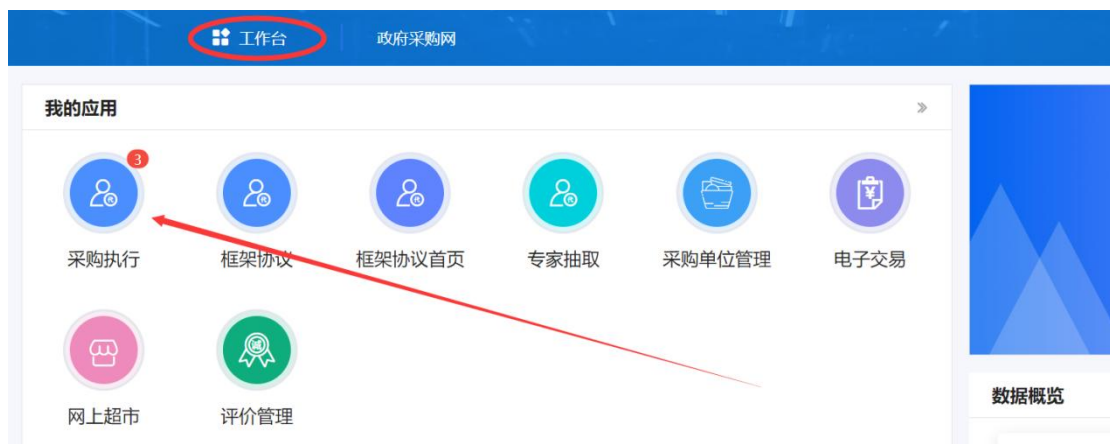 工作台
政府采购网
我的应用
3
采购执行
框架协议
框架协议首页
专家抽取
采购单位管理
电子交易
网上超市
评价管理
数据概览